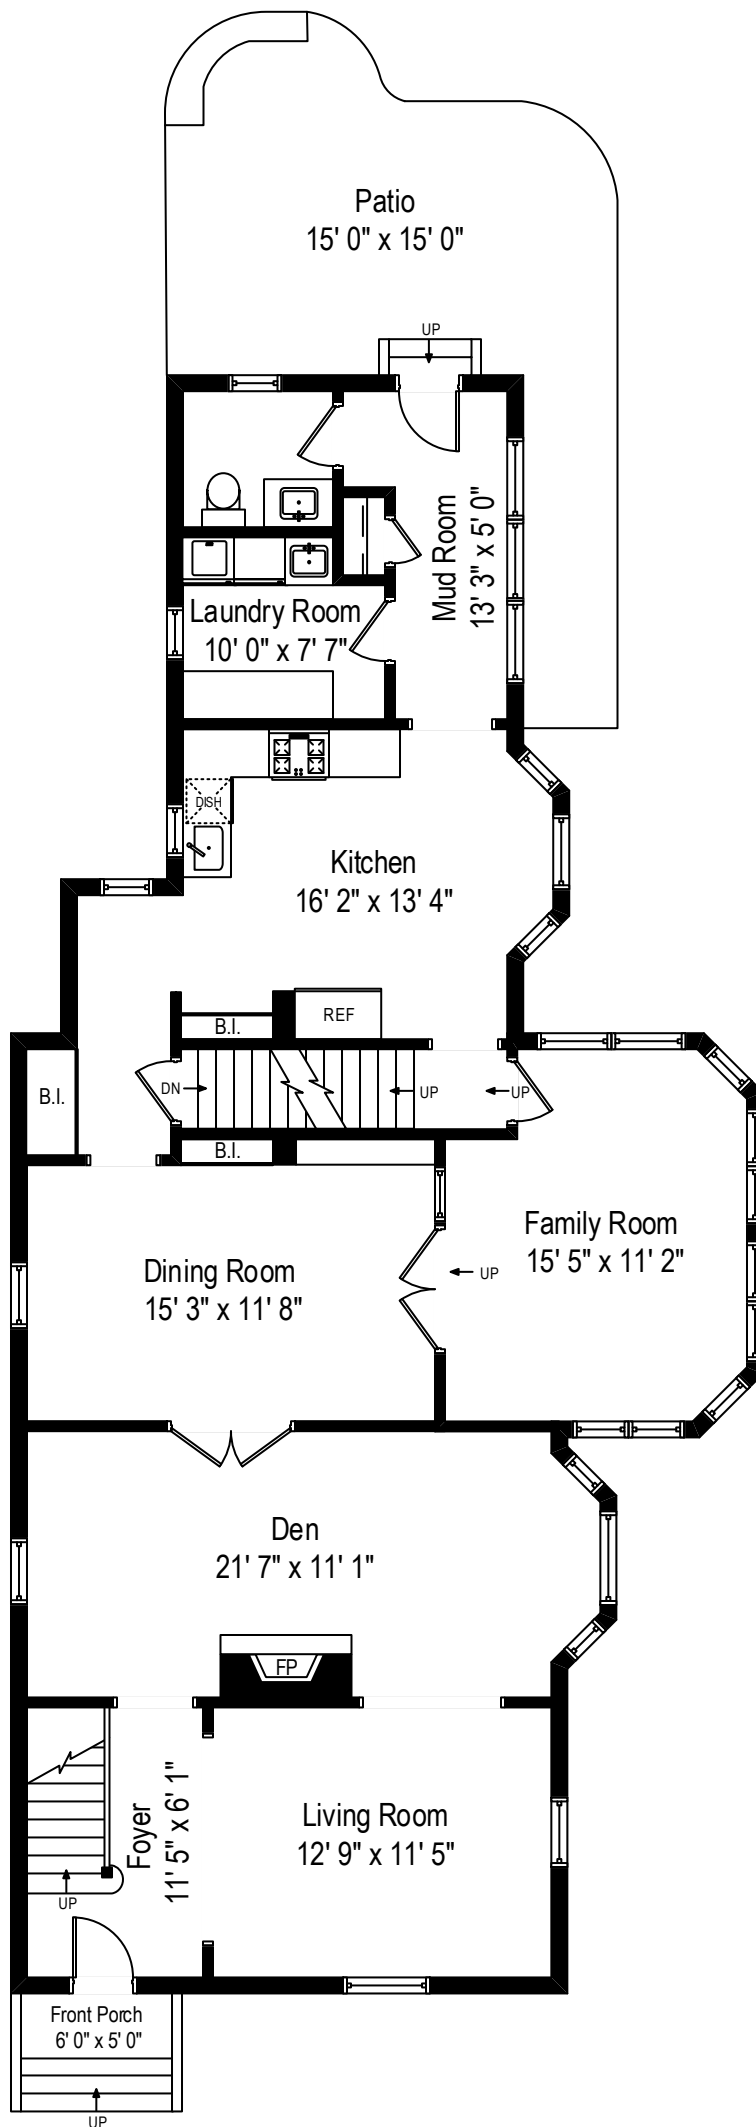 Patio
15' 0" x 15' 0"
UP
Mud Room
13' 3" x 5' 0"
Laundry Room
10' 0" x 7' 7"
DISH
Kitchen
16' 2" x 13' 4"
B.I.
REF
B.I.
DN
UP
UP
B.I.
Family Room
15' 5" x 11' 2"
Dining Room
15' 3" x 11' 8"
UP
Den
21' 7" x 11' 1"
FP
Foyer
11' 5" x 6' 1"
Living Room
12' 9" x 11' 5"
UP
Front Porch
6' 0" x 5' 0"
UP